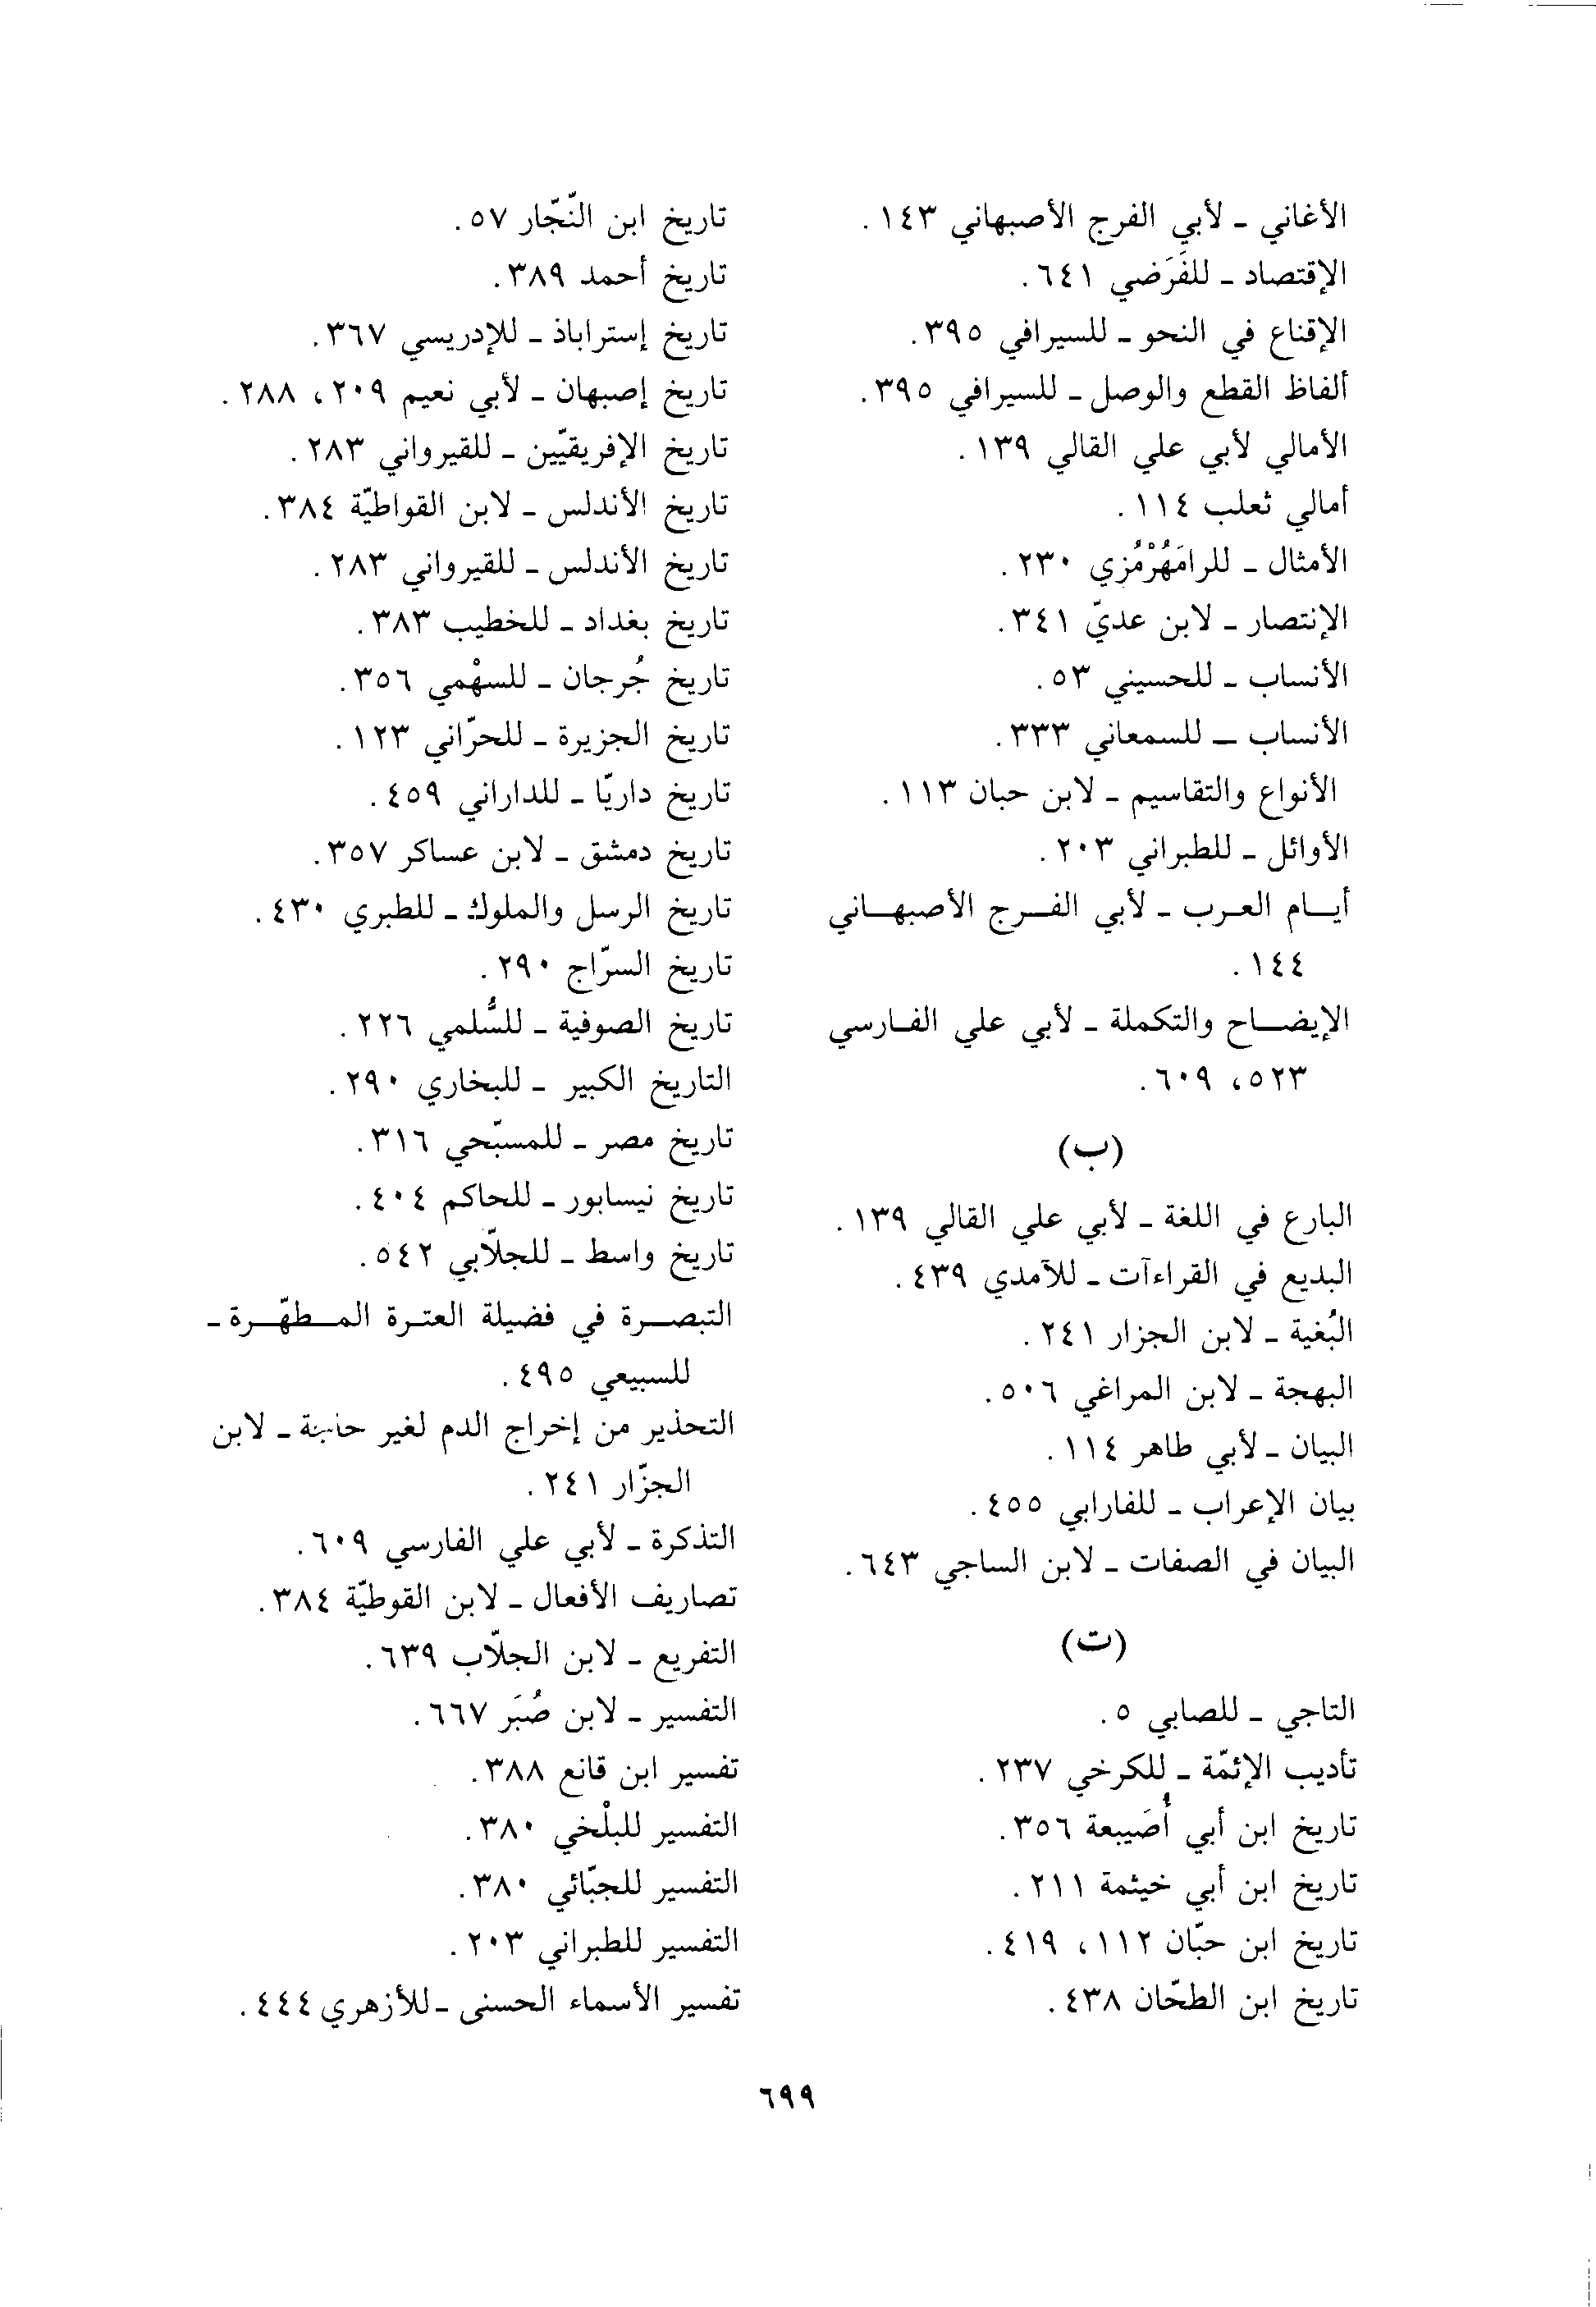 الأغاني - لأبي الفرج الأصبهاني ١٤٣.
الإقتصاد - للفَرَضي ٦٤١.
الإقناع في النحو - للسيرافي ٣٩٥.
ألفاظ القطع والوصل - للسيرافي ٣٩٥.
الأمالي لأبي علي القالي ١٣٩.
أمالي ثعلب ١١٤.
الأمثال - للرامَهُرْمُزي ٢٣٠.
الإنتصار - لابن عديّ ٣٤١.
الأنساب - للحسيني ٥٣.
الأنساب - للسمعاني ٣٣٣.
الأنواع والتقاسيم - لابن حبان ١١٣.
الأوائل - للطبراني ٢٠٣.
أيام العرب - لأبي الفرج الأصبهاني
١٤٤.
الإيضاح والتكملة - لأبي علي الفارسي
٥٢٣، ٦٠٩.
(ب)
البارع في اللغة - لأبي علي القالي ١٣٩.
البديع في القراءآت - للآمدي ٤٣٩.
البُغية - لابن الجزار ٢٤١.
البهجة - لابن المراغي ٥٠٦.
البيان - لأبي طاهر ١١٤.
بيان الإعراب - للفارابي ٤٥٥.
البيان في الصفات - لابن الساجي ٦٤٣.
(ت)
التاجي - للصابي ٥.
تأديب الإئمّة - للكرخي ٢٣٧.
تاريخ ابن أبي أُصَيبعة ٣٥٦.
تاريخ ابن أبي خيثمة ٢١١.
تاريخ ابن حبّان ١١٢، ٤١٩.
تاريخ ابن الطحّان ٤٣٨.
تاريخ ابن النّجّار ٥٧.
تاريخ أحمد ٣٨٩.
تاريخ إستراباذ - للإدريسي ٣٦٧.
تاريخ إصبهان - لأبي نعيم ٢٠٩، ٢٨٨.
تاريخ الإفريقيّين - للقيرواني ٢٨٣.
تاريخ الأندلس - لابن القواطيّة ٣٨٤.
تاريخ الأندلس - للقيرواني ٢٨٣.
تاريخ بغداد - للخطيب ٣٨٣.
تاريخ جُرجان - للسهْمي ٣٥٦.
تاريخ الجزيرة - للحرّاني ١٢٣.
تاريخ داريّا - للداراني ٤٥٩.
تاريخ دمشق - لابن عساكر ٣٥٧.
تاريخ الرسل والملوك - للطبري ٤٣٠.
تاريخ السرّاج ٢٩٠.
تاريخ الصوفية - للسُّلمي ٢٢٦.
التاريخ الكبير - للبخاري ٢٩٠.
تاريخ مصر - للمسبّحي ٣١٦.
تاريخ نيسابور - للحاكم ٤٠٤.
تاريخ واسط - للجلّابي ٥٤٢.
التبصرة في فضيلة العترة المطهّرة -
للسبيعي ٤٩٥.
التحذير من إخراج الدم لغير حاجة - لابن
الجزّار ٢٤١.
التذكرة - لأبي علي الفارسي ٦٠٩.
تصاريف الأفعال - لابن القوطيّة ٣٨٤.
التفريع - لابن الجلّاب ٦٣٩.
التفسير - لابن صُبَر ٦٦٧.
تفسير ابن قانع ٣٨٨.
التفسير للبلْخي ٣٨٠.
التفسير للجبّائي ٣٨٠.
التفسير للطبراني ٢٠٣.
تفسير الأسماء الحسنى - للأزهري ٤٤٤.
٦٩٩